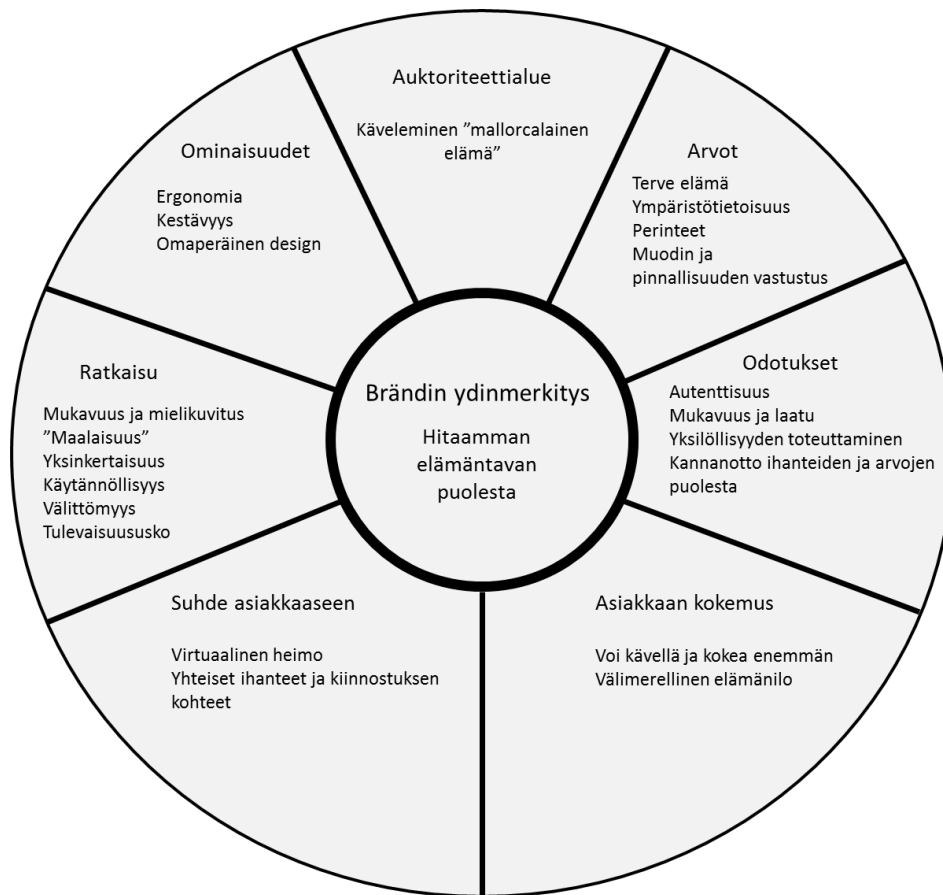 Auktoriteettialue
Käveleminen ”mallorcalainen
elämä”
Arvot
Terve elämä
Ympäristötietoisuus
Perinteet
Muodin ja
pinnallisuuden vastustus
Odotukset
Autenttisuus
Mukavuus ja laatu
Yksilöllisyyden toteuttaminen
Kannanotto ihanteiden ja arvojen
puolesta
Asiakkaan kokemus
Voi kävellä ja kokea enemmän
Välimerellinen elämänilo
Suhde asiakkaaseen
Virtuaalinen heimo
Yhteiset ihanteet ja kiinnostuksen
kohteet
Ratkaisu
Mukavuus ja mielikuvitus
”Maalaisuus”
Yksinkertaisuus
Käytännöllisyys
Välittömyys
Tulevaisuususko
Ominaisuudet
Ergonomia
Kestävyys
Omaperäinen design
Brändin ydinmerkitys
Hitaamman
elämäntavan
puolesta